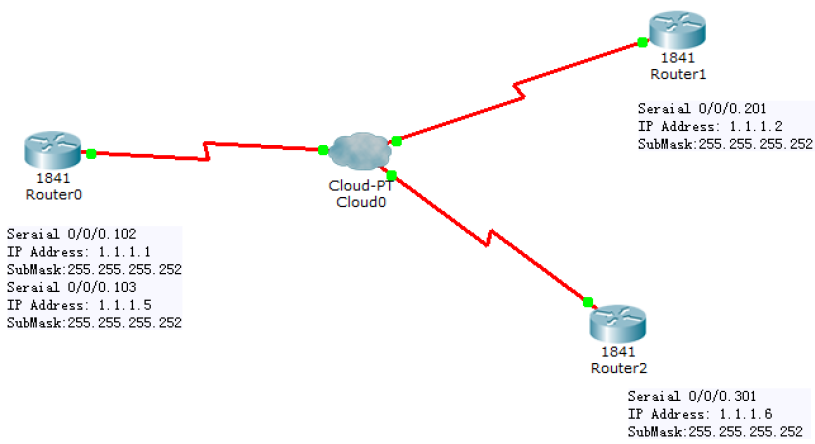 1841
Router1
Seraial 0/0/0.201
IP Address: 1.1.1.2
SubMask:255.255.255.252
1841
Router0
Cloud-PT
Cloud0
Seraial 0/0/0.102
IP Address: 1.1.1.1
SubMask:255.255.255.252
Seraial 0/0/0.103
IP Address: 1.1.1.5
SubMask:255.255.255.252
1841
Router2
Seraial 0/0/0.301
IP Address: 1.1.1.6
SubMask:255.255.255.252